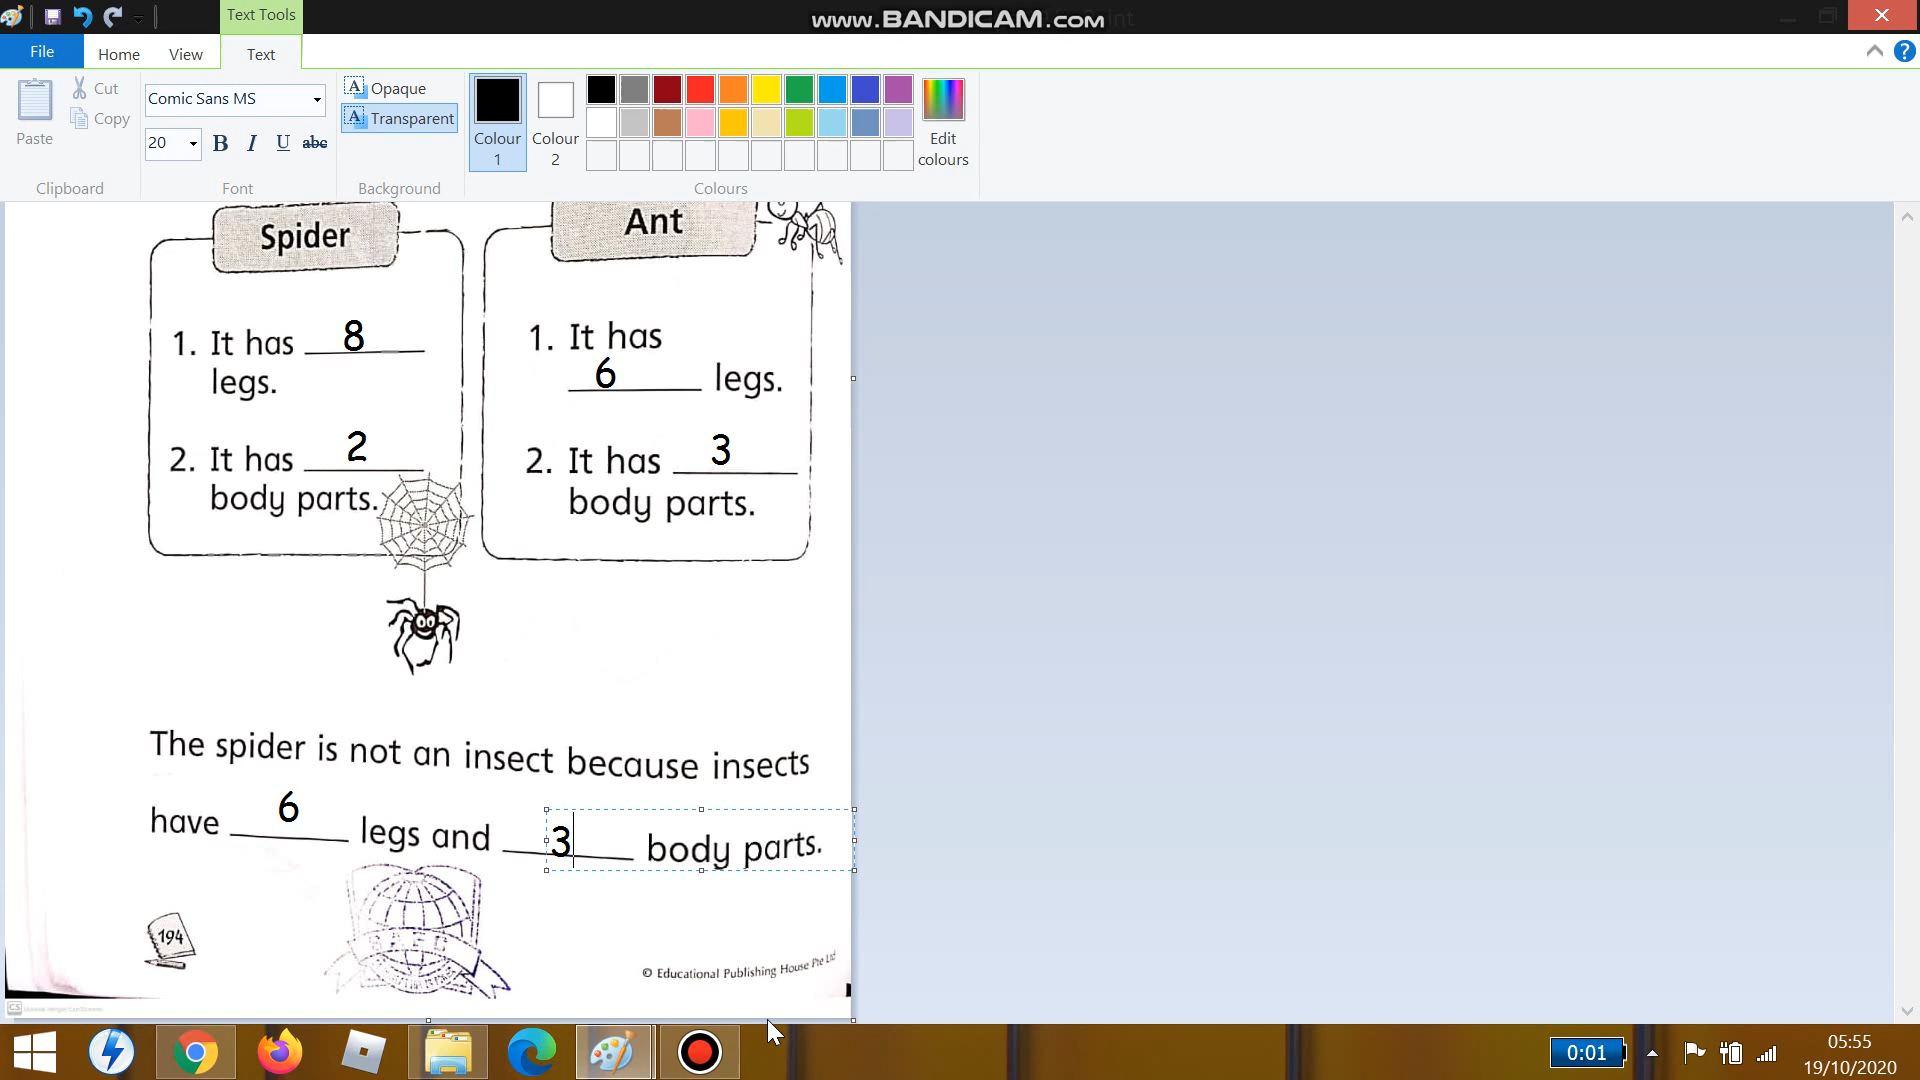 Text Tools
www.BANDICAM.com
File
Home
View
Text
Paste
Cut
Copy
Clipboard
Comic Sans MS
20
B I U abc
Font
A Opaque
A Transparent
Background
Colour 1
Colour 2
Edit colours
Colours
Spider
1. It has 8
legs.
2. It has 2
body parts.
Ant
1. It has
6 legs.
2. It has 3
body parts.
The spider is not an insect because insects
have 6 legs and 3 body parts.
194
© Educational Publishing House Pte Ltd
CS
0:01
05:55
19/10/2020